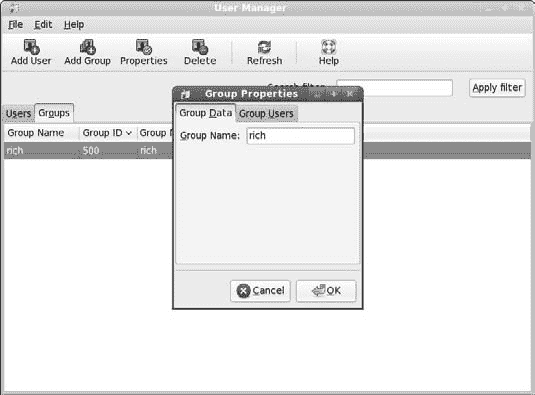 User Manager
File Edit Help
Add User Add Group Properties Delete Refresh Help
Apply filter
Users Groups
Group Name Group ID Group
rich 500 rich
Group Properties
Group Data Group Users
Group Name: rich
Cancel OK